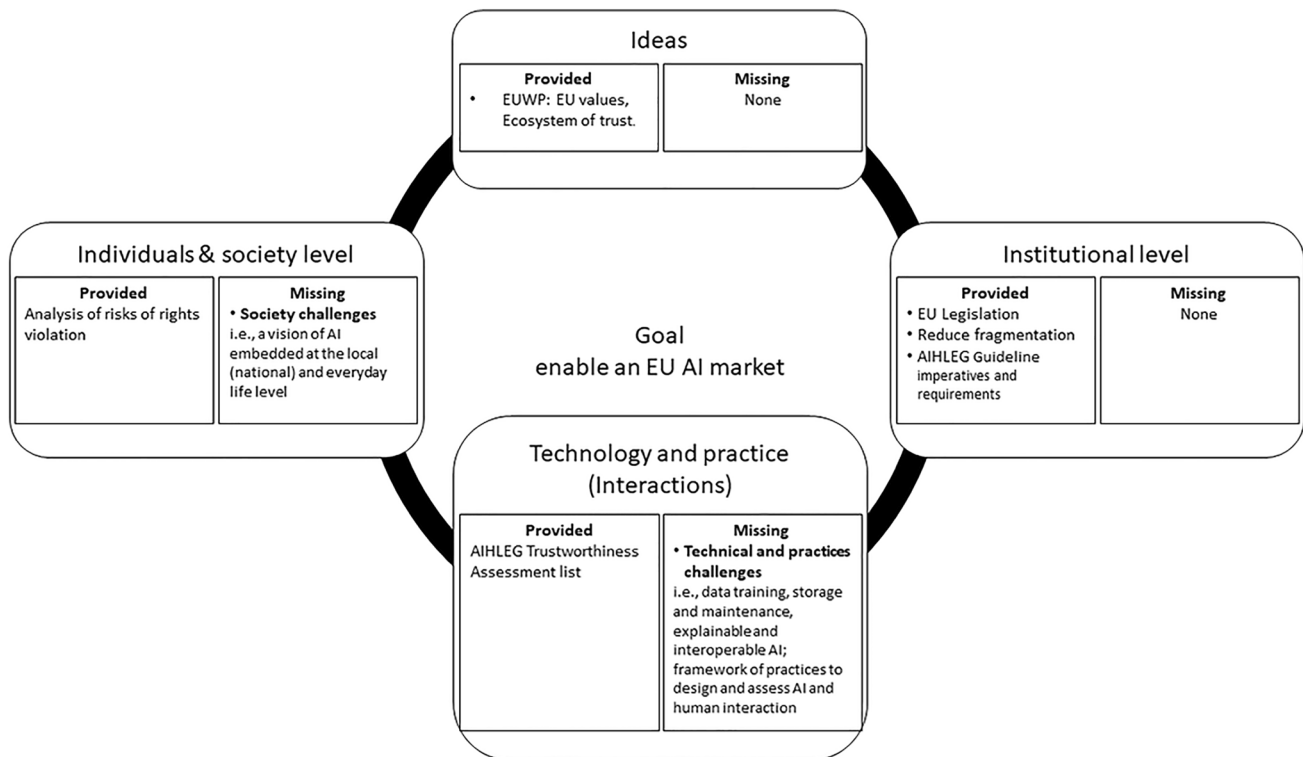 Ideas
Provided
• EUWP: EU values,
Ecosystem of trust.
Missing
None
Individuals & society level
Provided
Analysis of risks of rights
violation
Missing
• Society challenges
i.e., a vision of AI
embedded at the local
(national) and everyday
life level
Goal
enable an EU AI market
Institutional level
Provided
• EU Legislation
• Reduce fragmentation
• AIHLEG Guideline
imperatives and
requirements
Missing
None
Technology and practice
(Interactions)
Provided
AIHLEG Trustworthiness
Assessment list
Missing
• Technical and practices
challenges
i.e., data training, storage
and maintenance,
explainable and
interoperable AI;
framework of practices to
design and assess AI and
human interaction